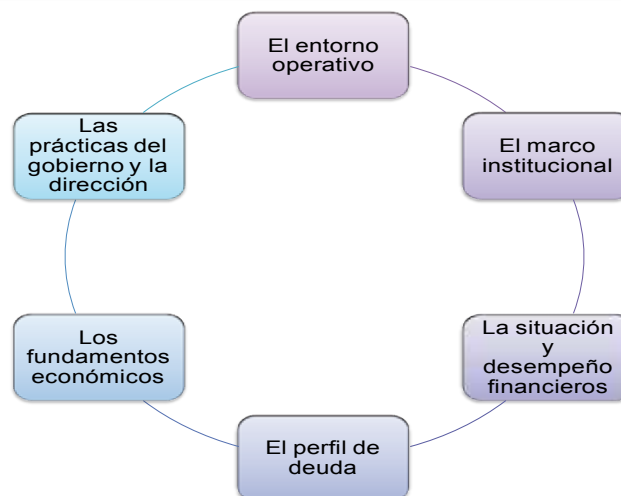 El entorno
operativo
El marco
institucional
La situación
y
desempeño
financieros
El perfil de
deuda
Los
fundamentos
económicos
Las
prácticas del
gobierno y la
dirección